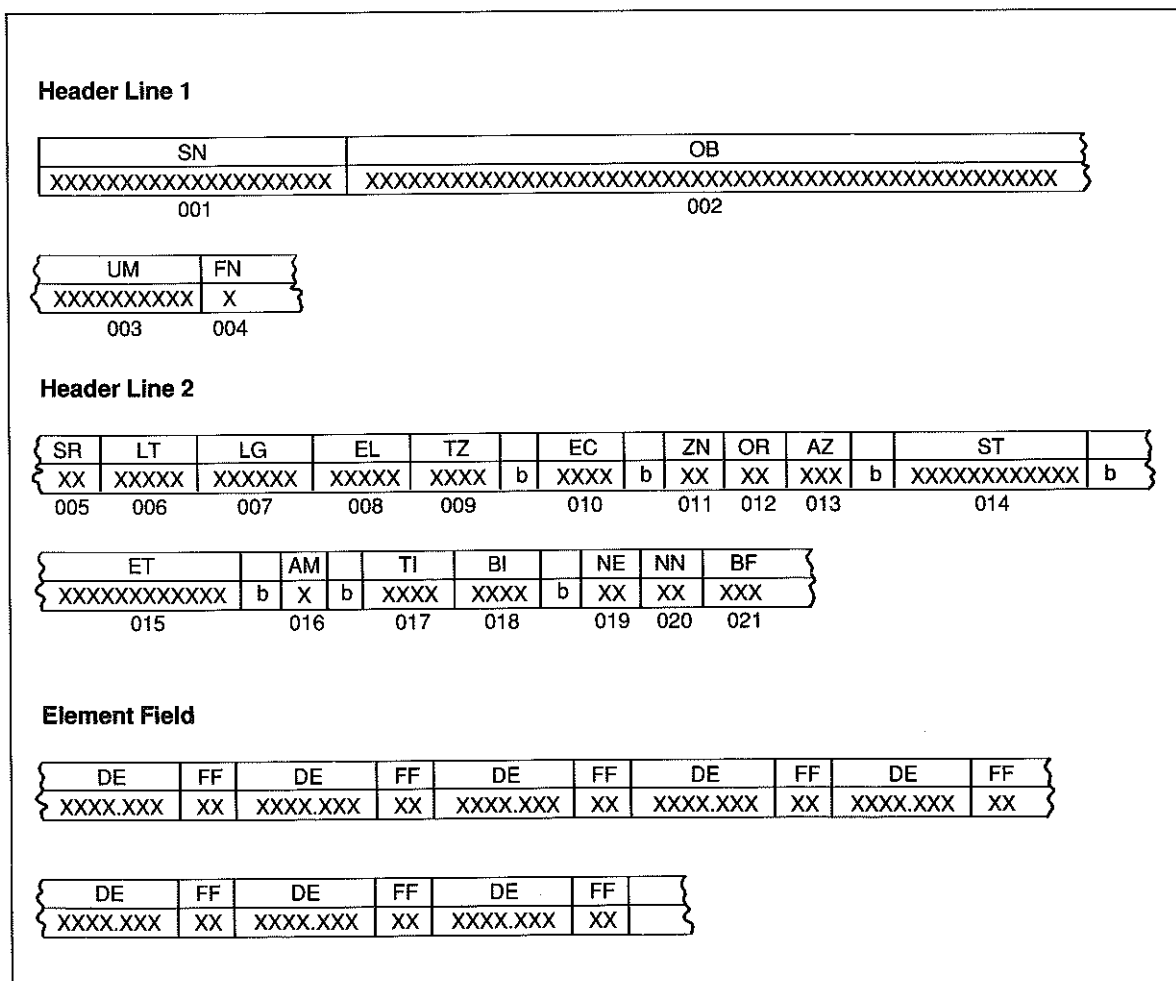 Header Line 1
SN OB
XXXXXXXXXXXXXXXXXXXX XXXXXXXXXXXXXXXXXXXXXXXXXXXXXXXXXXXXXXXXXXXXXXXXXX
001 002
UM FN
XXXXXXXXXX X
003 004
Header Line 2
SR LT LG EL TZ EC ZN OR AZ ST
XX XXXXX XXXXXX XXXXX XXXX b XXXX b XX XX XXX b XXXXXXXXXXXX b
005 006 007 008 009 010 011 012 013 014
ET AM TI BI NE NN BF
XXXXXXXXXXXX b X b XXXX XXXX b XX XX XXX
015 016 017 018 019 020 021
Element Field
DE FF DE FF DE FF DE FF DE FF
XXXX.XXX XX XXXX.XXX XX XXXX.XXX XX XXXX.XXX XX XXXX.XXX XX
DE FF DE FF DE FF
XXXX.XXX XX XXXX.XXX XX XXXX.XXX XX